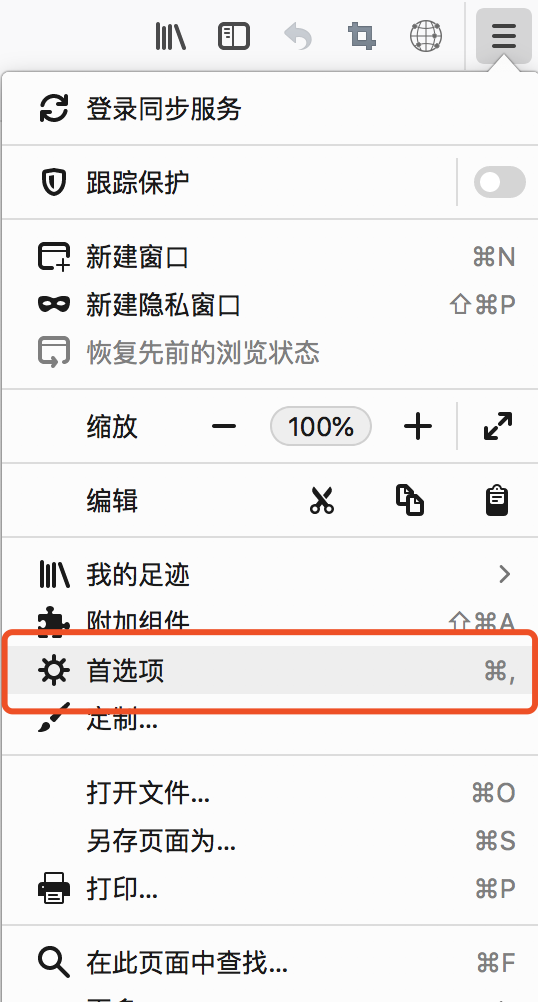 登录同步服务
跟踪保护
新建窗口 ⌘N
新建隐私窗口 ⇧⌘P
恢复先前的浏览状态
缩放 100%
编辑
我的足迹
附加组件 ⇧⌘A
首选项 ⌘,
定制...
打开文件... ⌘O
另存页面为... ⌘S
打印... ⌘P
在此页面中查找... ⌘F